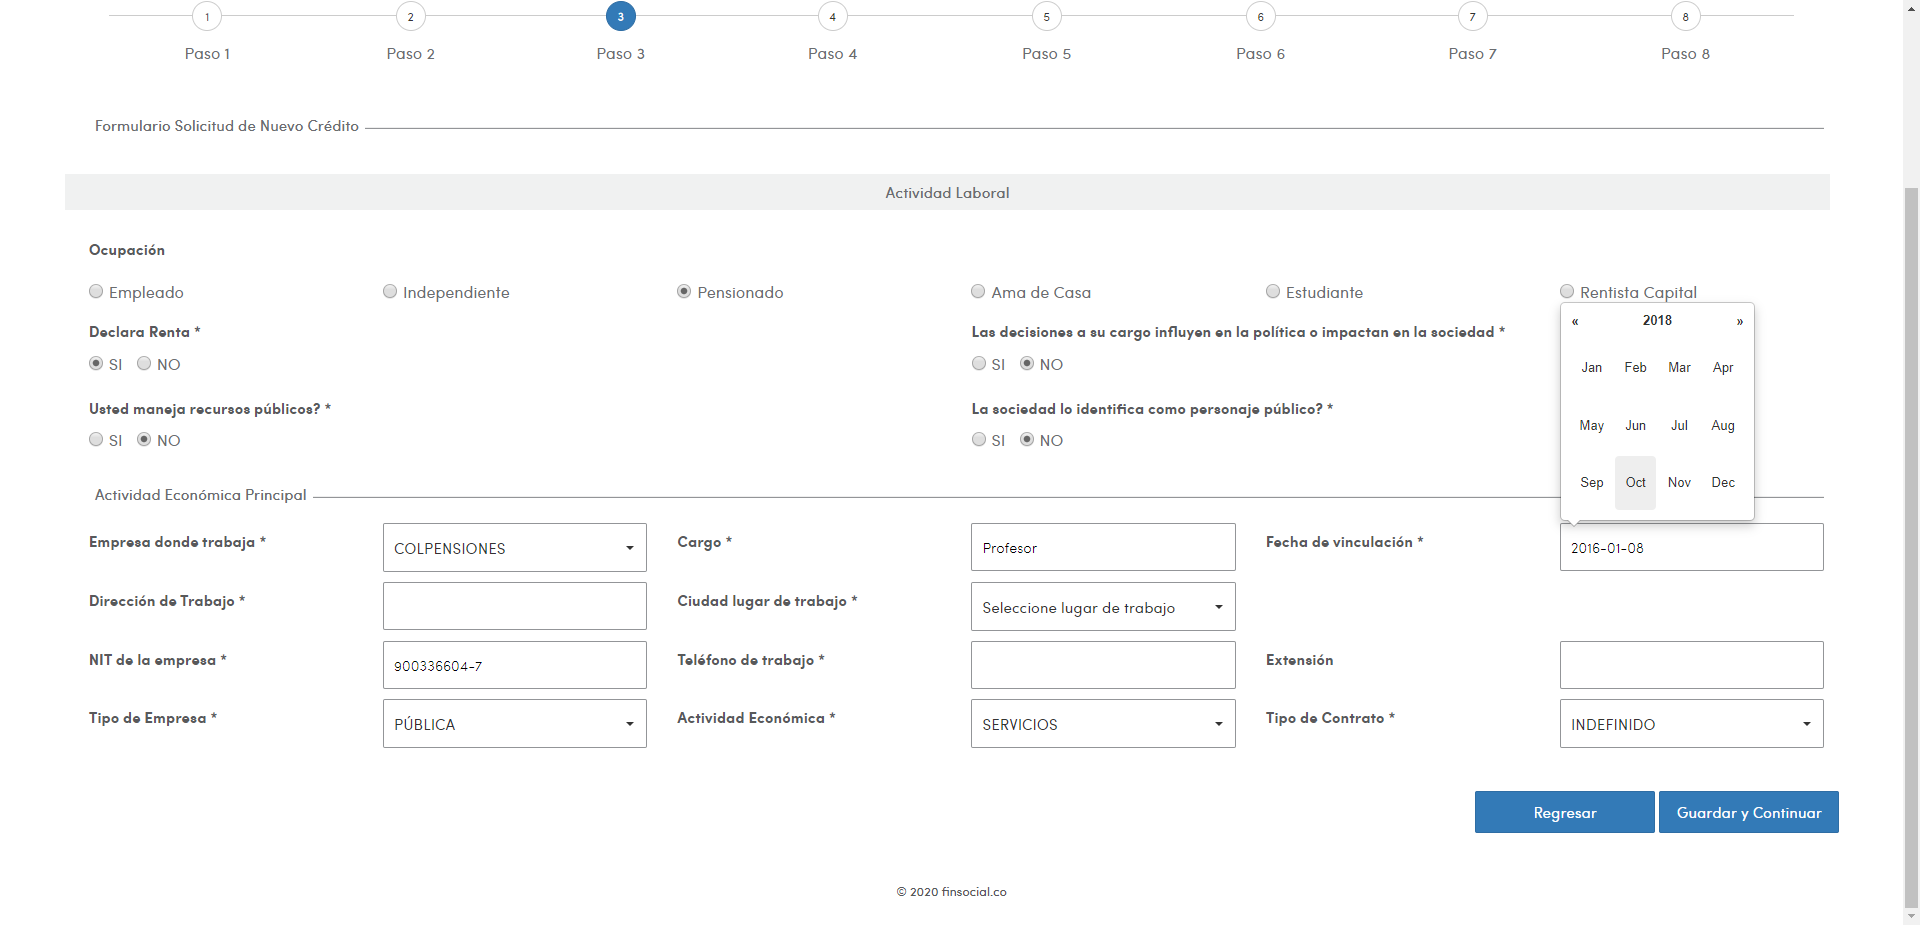 1 2 3 4 5 6 7 8
Paso 1 Paso 2 Paso 3 Paso 4 Paso 5 Paso 6 Paso 7 Paso 8
Formulario Solicitud de Nuevo Crédito
Actividad Laboral
Ocupación
Empleado Independiente Pensionado Ama de Casa Estudiante Rentista Capital
Declara Renta * Las decisiones a su cargo influyen en la política o impactan en la sociedad *
SI NO SI NO
Usted maneja recursos públicos? * La sociedad lo identifica como personaje público? *
SI NO SI NO
« 2018 »
Jan Feb Mar Apr
May Jun Jul Aug
Sep Oct Nov Dec
Actividad Económica Principal
Empresa donde trabaja * COLPENSIONES Cargo * Profesor Fecha de vinculación * 2016-01-08
Dirección de Trabajo * Ciudad lugar de trabajo * Seleccione lugar de trabajo
NIT de la empresa * 900336604-7 Teléfono de trabajo * Extensión
Tipo de Empresa * PÚBLICA Actividad Económica * SERVICIOS Tipo de Contrato * INDEFINIDO
Regresar Guardar y Continuar
© 2020 finsocial.co